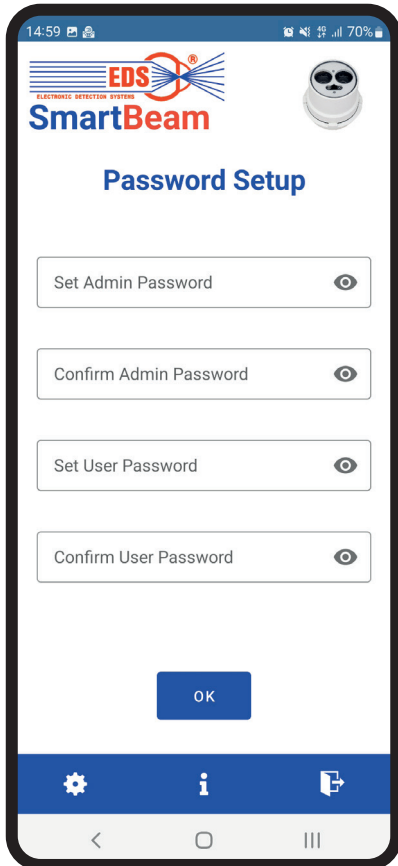 14:59
4G
70%
EDS®
ELECTRONIC DETECTION SYSTEMS
SmartBeam
Password Setup
Set Admin Password
Confirm Admin Password
Set User Password
Confirm User Password
OK
i